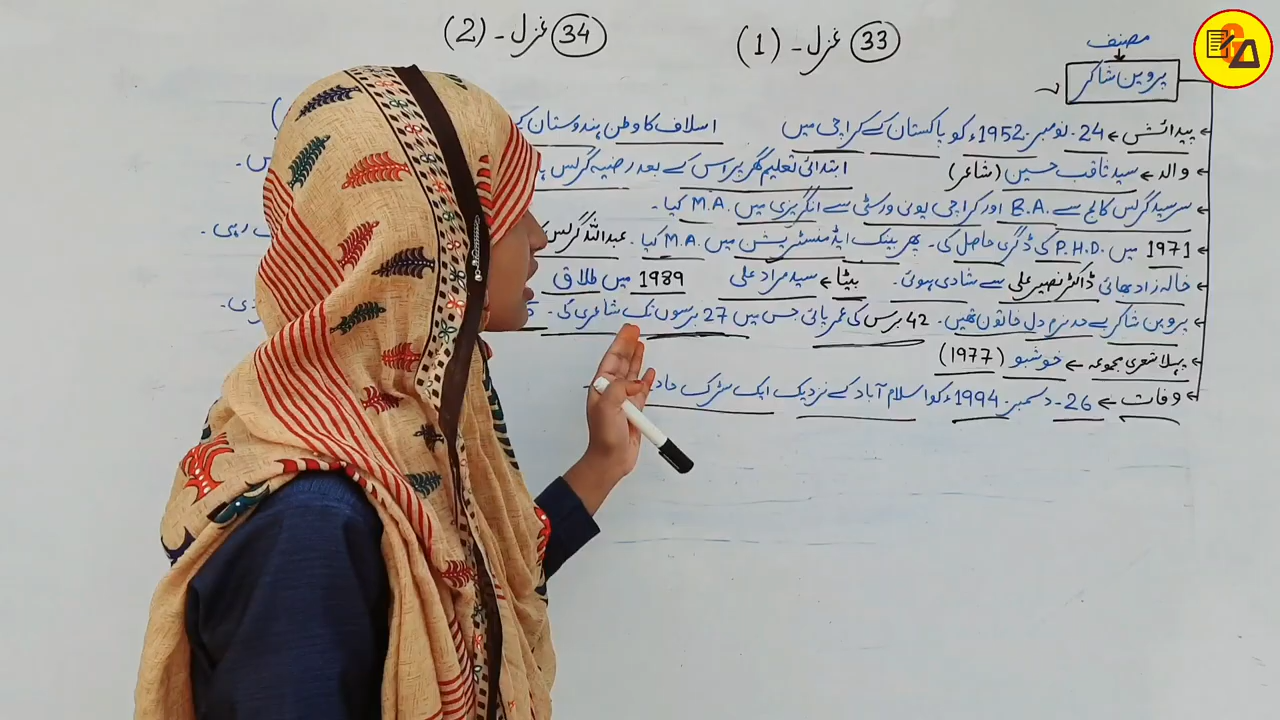 33 غزل - (1)
34 غزل - (2)
مصنف
پروین شاکر
پیدائش ← 24 - نومبر 1952ء کو پاکستان کے کراچی میں اسلاف کا وطن ہندوستان کے
والد ← سید ثاقب حسین (شاعر) ابتدائی تعلیم گھر پر اس کے بعد رضیہ گرلس
سرسید گرلس کالج سے B.A. اور کراچی یونی ورسٹی سے انگریزی میں M.A. کیا۔
1971 میں P.H.D. کی ڈگری حاصل کی۔ پھر بینک ایڈمنسٹریشن میں M.A کیا۔ عبداللہ گرلس رہی۔
خالہ زاد بھائی ڈاکٹر نصیر علی سے شادی ہوئی۔ بیٹا ← سید مراد علی 1989 میں طلاق
پروین شاکر بے حد نرم دل خاتون تھیں۔ 42 برس کی عمر پائی جس میں 27 برسوں تک شاعری کی۔
پہلا شعری مجموعہ ← خوشبو (1977)
وفات ← 26 - دسمبر 1994ء کو اسلام آباد کے نزدیک ایک سڑک